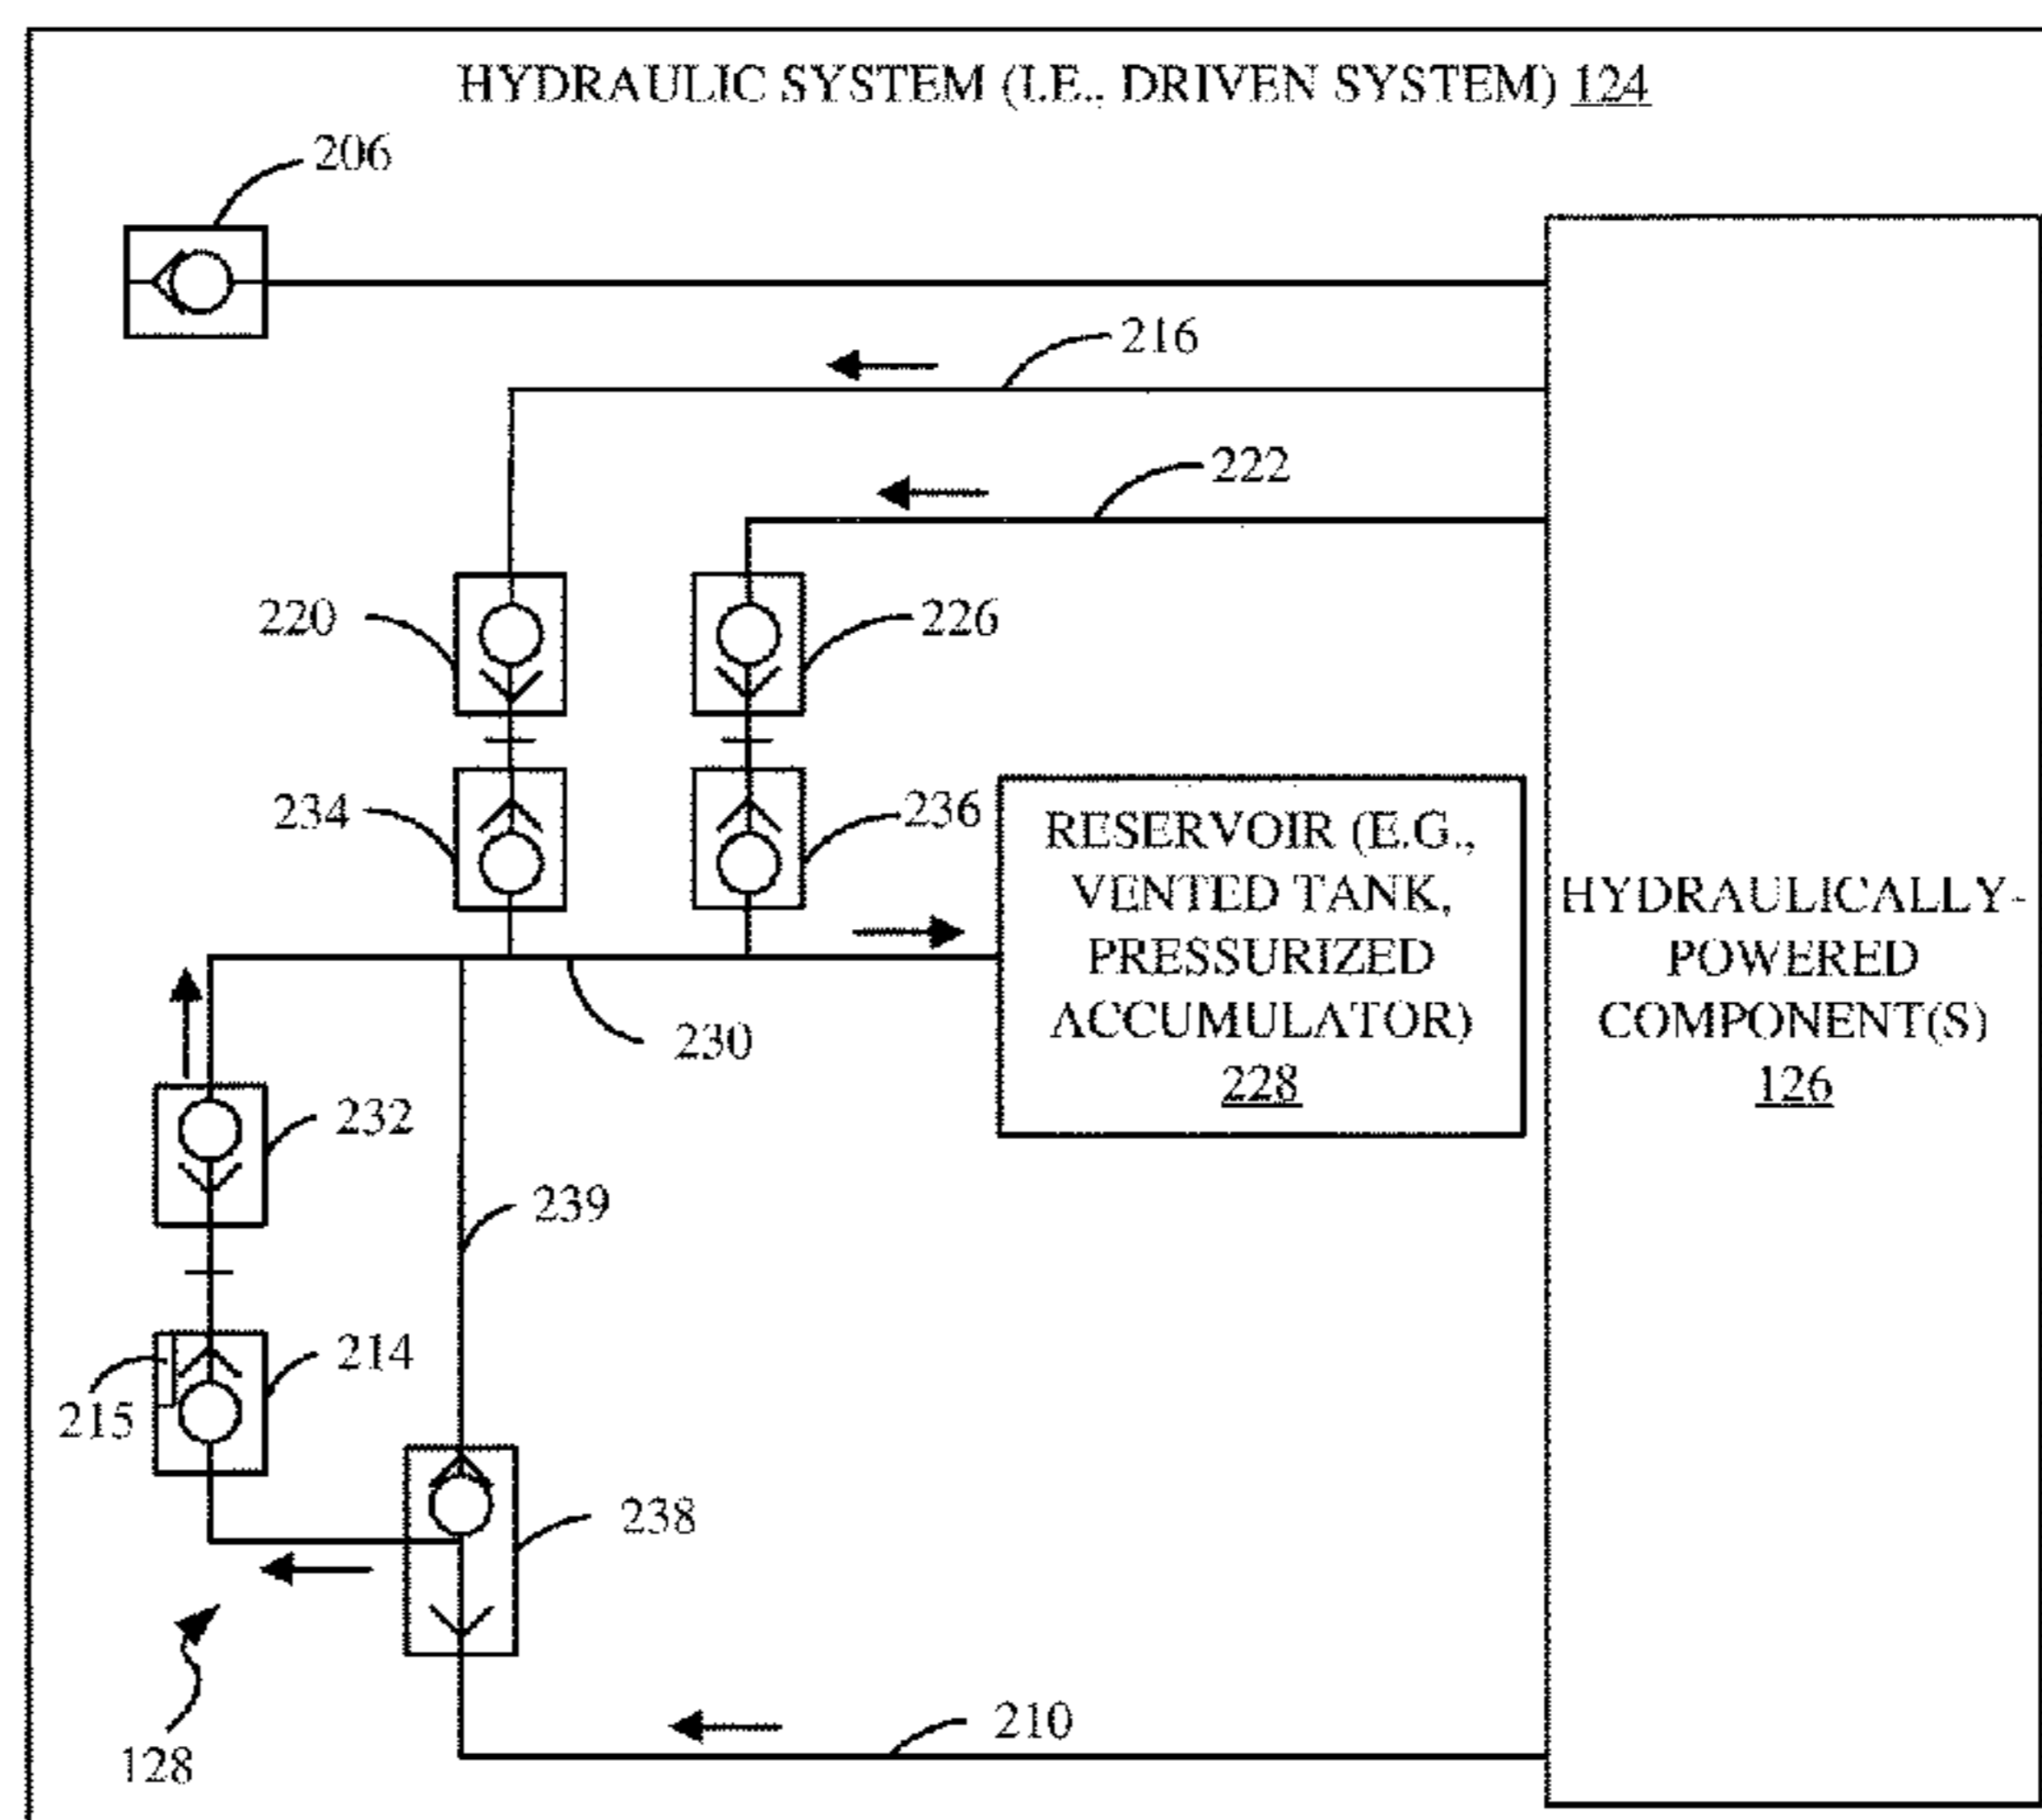 HYDRAULIC SYSTEM (I.E., DRIVEN SYSTEM) 124
206
216
222
220
226
234
236
RESERVOIR (E.G.,
VENTED TANK,
PRESSURIZED
ACCUMULATOR)
228
HYDRAULICALLY-
POWERED
COMPONENT(S)
126
230
232
239
214
215
238
210
128